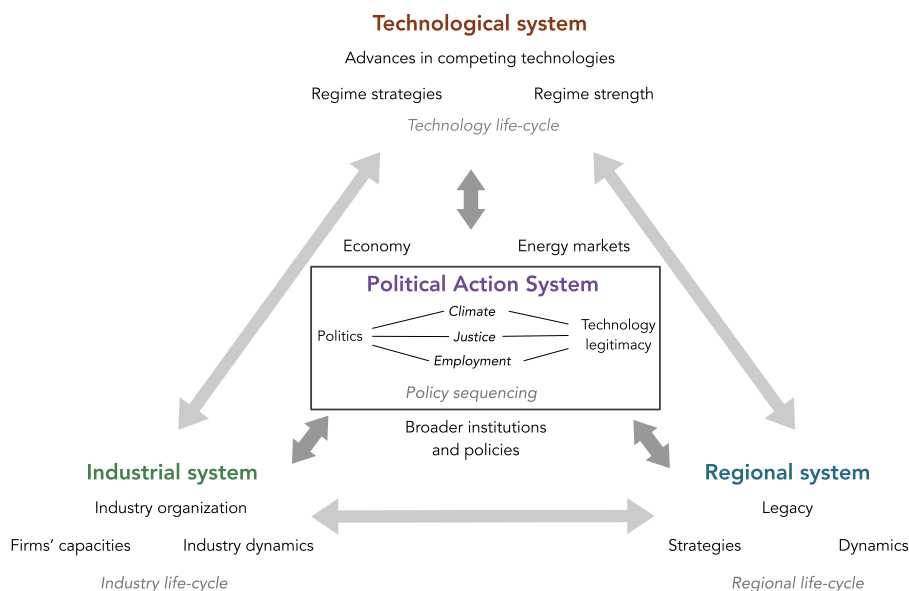 Technological system
Advances in competing technologies
Regime strategies
Regime strength
Technology life-cycle
Economy
Energy markets
Political Action System
Climate
Politics
Justice
Technology
legitimacy
Employment
Policy sequencing
Broader institutions
and policies
Industrial system
Industry organization
Firms’ capacities
Industry dynamics
Industry life-cycle
Regional system
Legacy
Strategies
Dynamics
Regional life-cycle